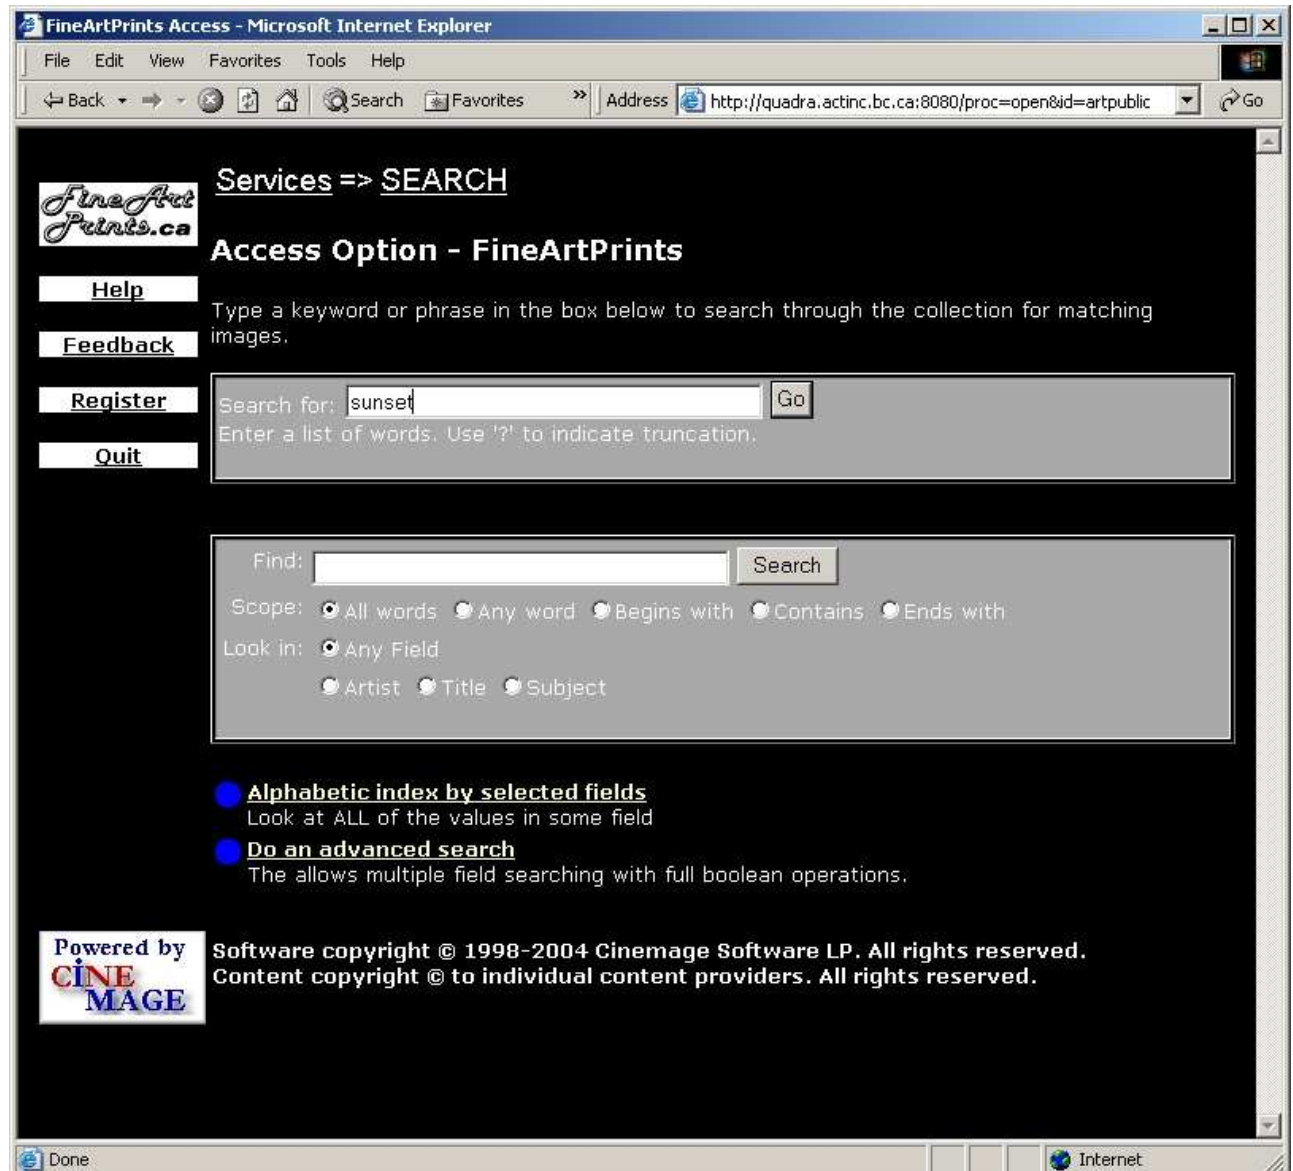 FineArtPrints Access - Microsoft Internet Explorer
File Edit View Favorites Tools Help
Back Search Favorites » Address http://quadra.actinc.bc.ca:8080/proc=open&id=artpublic Go
FineArt
Prints.ca
Services => SEARCH
Access Option - FineArtPrints
Help
Feedback
Register
Quit
Type a keyword or phrase in the box below to search through the collection for matching
images.
Search for: sunset Go
Enter a list of words. Use '?' to indicate truncation.
Find: Search
Scope: All words Any word Begins with Contains Ends with
Look in: Any Field
Artist Title Subject
Alphabetic index by selected fields
Look at ALL of the values in some field
Do an advanced search
The allows multiple field searching with full boolean operations.
Powered by
CiNE
MAGE
Software copyright © 1998-2004 Cinemage Software LP. All rights reserved.
Content copyright © to individual content providers. All rights reserved.
Done Internet